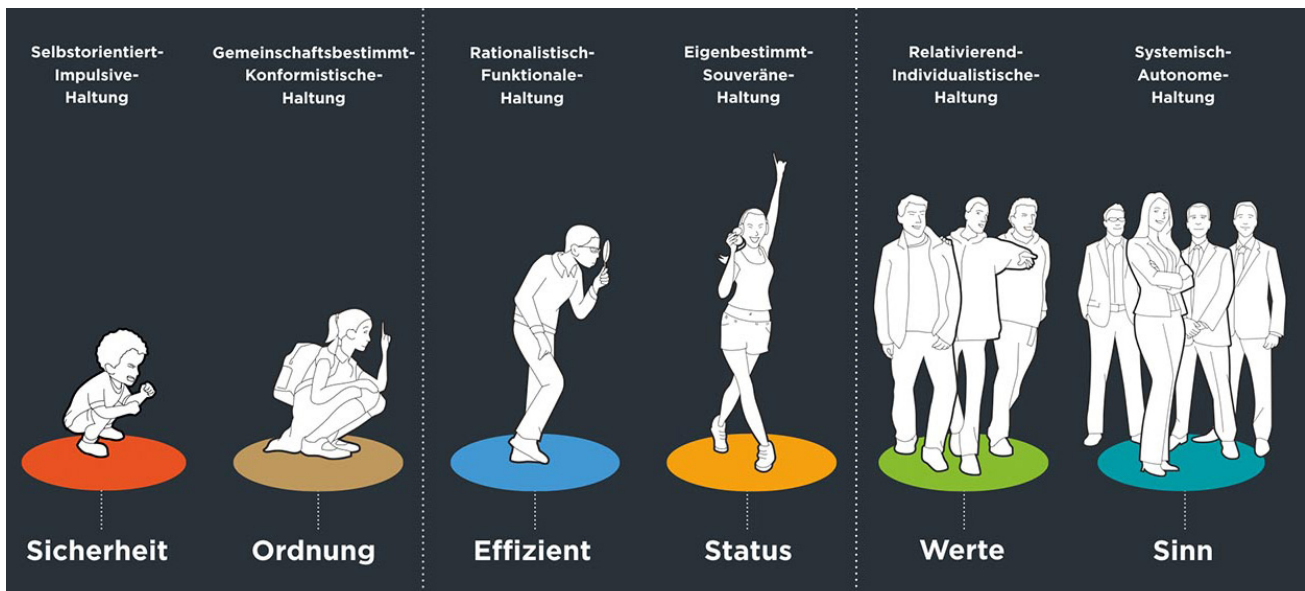 Selbstorientiert-
Impulsive-
Haltung
Gemeinschaftsbestimmt-
Konformistische-
Haltung
Rationalistisch-
Funktionale-
Haltung
Eigenbestimmt-
Souveräne-
Haltung
Relativierend-
Individualistische-
Haltung
Systemisch-
Autonome-
Haltung
Sicherheit
Ordnung
Effizient
Status
Werte
Sinn